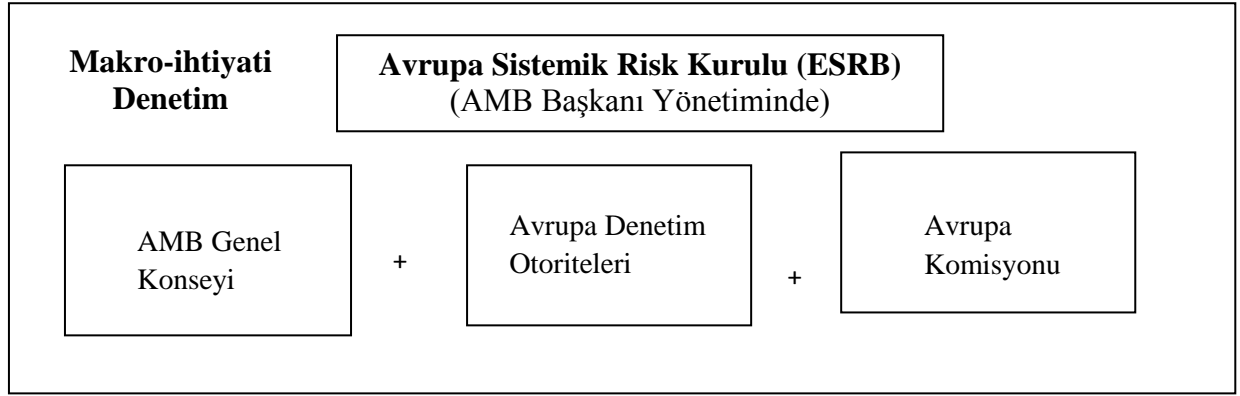 Makro-ihtiyati
Denetim
Avrupa Sistemik Risk Kurulu (ESRB)
(AMB Başkanı Yönetiminde)
AMB Genel
Konseyi
+
Avrupa Denetim
Otoriteleri
+
Avrupa
Komisyonu